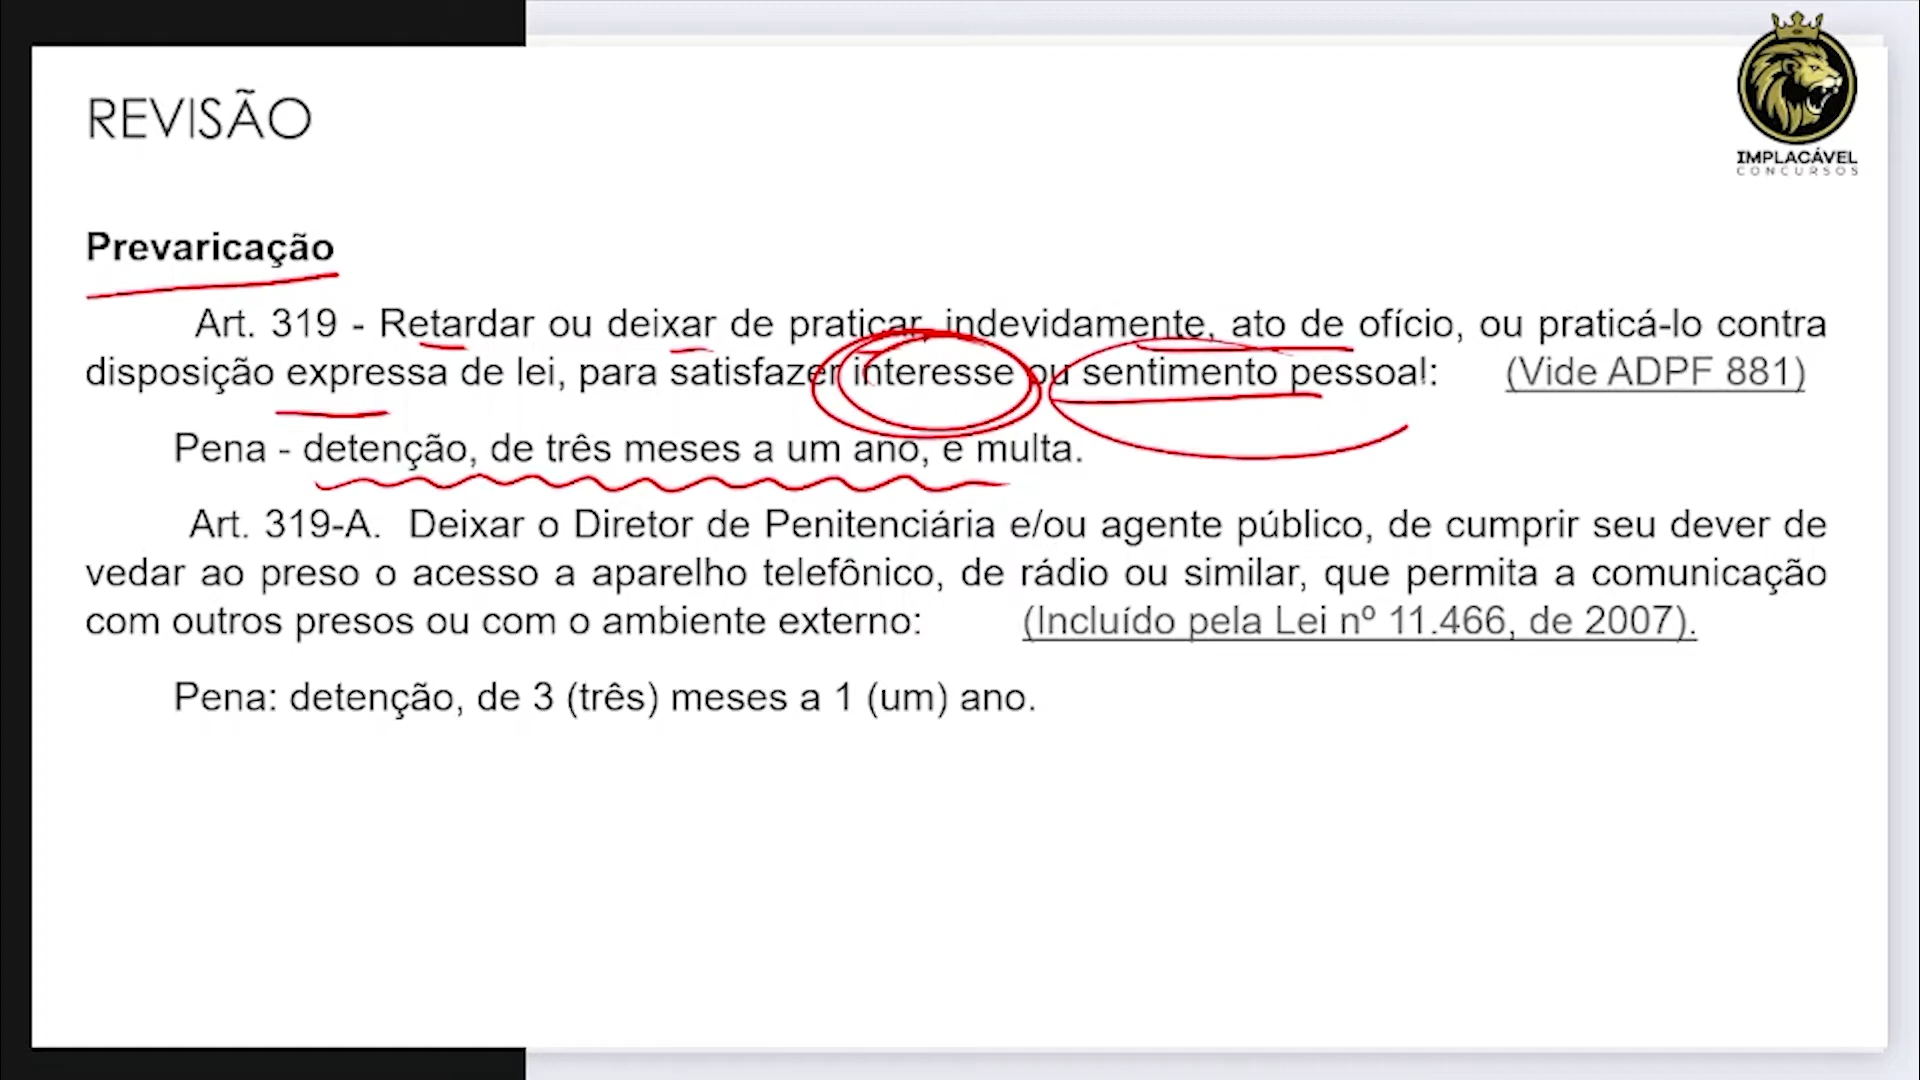 IMPLACÁVEL
CONCURSOS
REVISÃO
Prevaricação
Art. 319 - Retardar ou deixar de praticar, indevidamente, ato de ofício, ou praticá-lo contra
disposição expressa de lei, para satisfazer interesse ou sentimento pessoal: (Vide ADPF 881)
Pena - detenção, de três meses a um ano, e multa.
Art. 319-A. Deixar o Diretor de Penitenciária e/ou agente público, de cumprir seu dever de
vedar ao preso o acesso a aparelho telefônico, de rádio ou similar, que permita a comunicação
com outros presos ou com o ambiente externo: (Incluído pela Lei nº 11.466, de 2007).
Pena: detenção, de 3 (três) meses a 1 (um) ano.